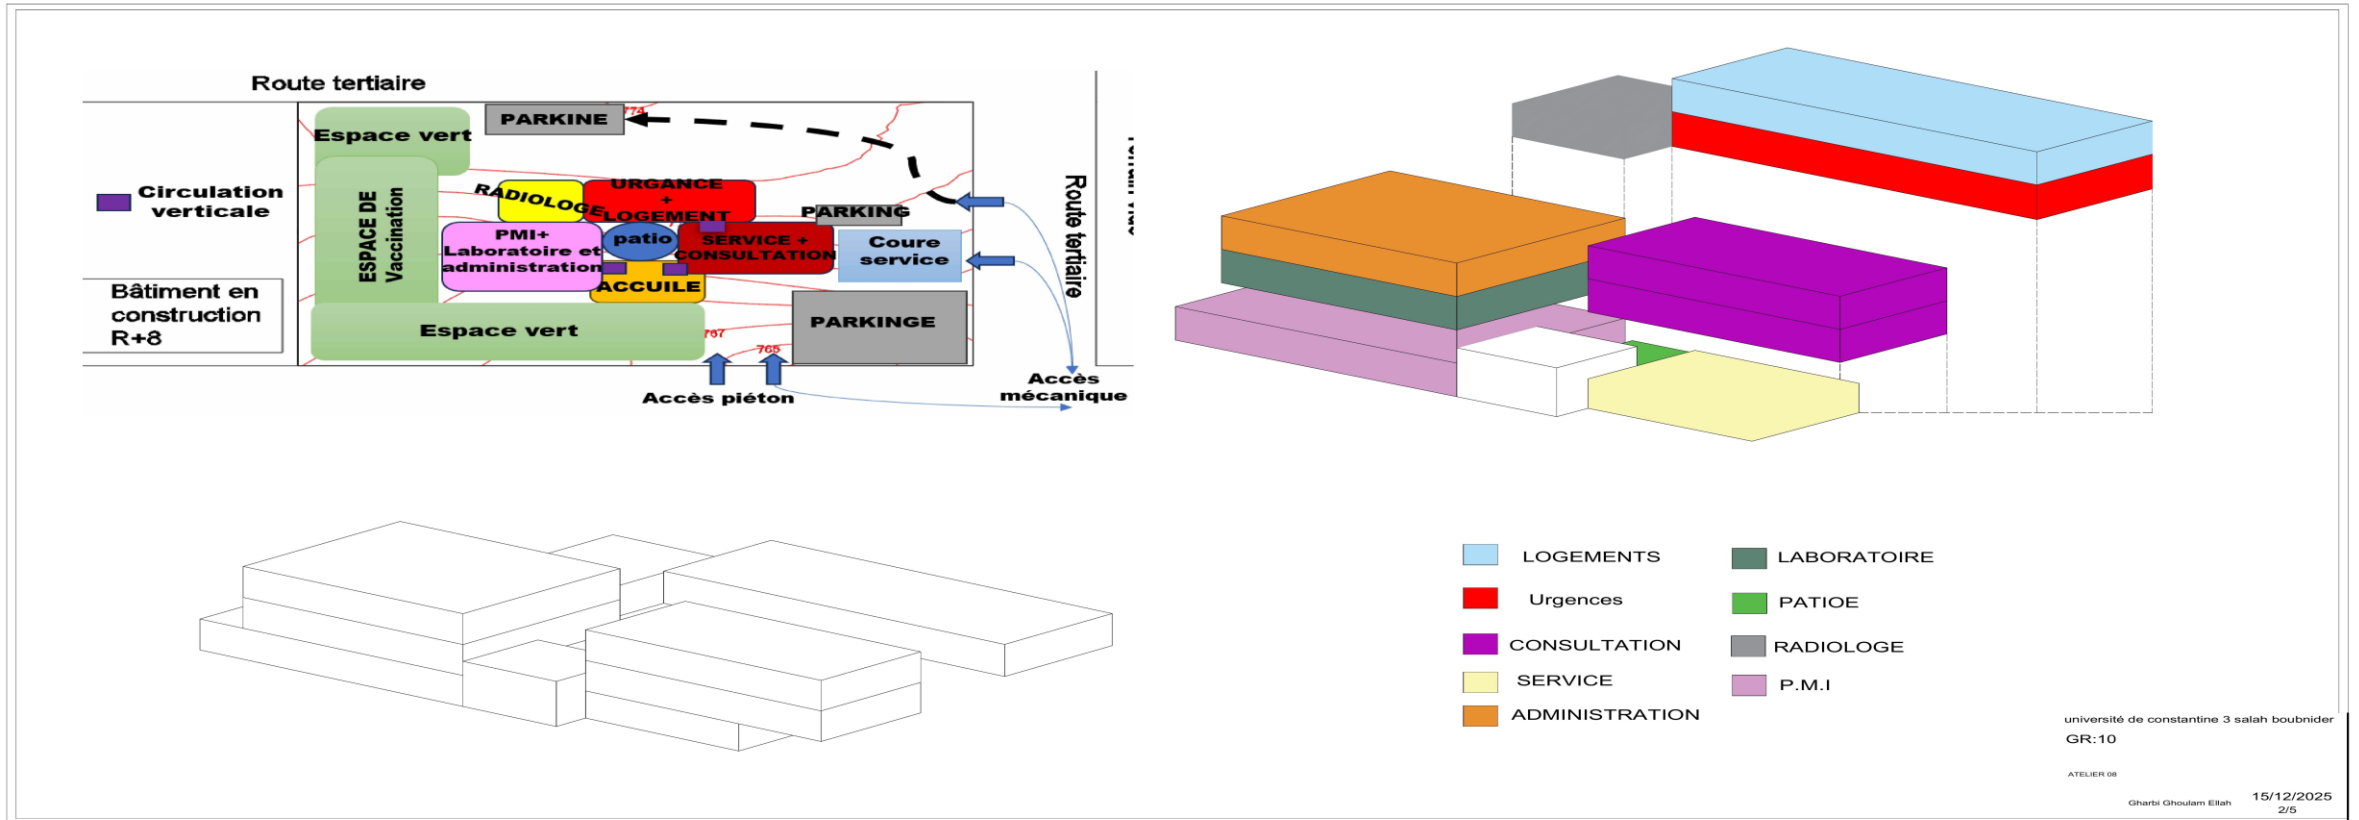 Route tertiaire
PARKINE
774
Espace vert
Circulation
verticale
ESPACE DE
Vaccination
RADIOLOGE
URGANCE
+
LOGEMENT
PARKING
PMI+
Laboratoire et
administration
patio
SERVICE +
CONSULTATION
Coure
service
ACCUILE
Route tertiaire
Bâtiment en
construction
R+8
Espace vert
767
765
PARKINGE
Accès piéton
Accès
mécanique
LOGEMENTS
Urgences
CONSULTATION
SERVICE
ADMINISTRATION
LABORATOIRE
PATIOE
RADIOLOGE
P.M.I
université de constantine 3 salah boubnider
GR:10
ATELIER 08
Gharbi Ghoulam Ellah
15/12/2025
2/5